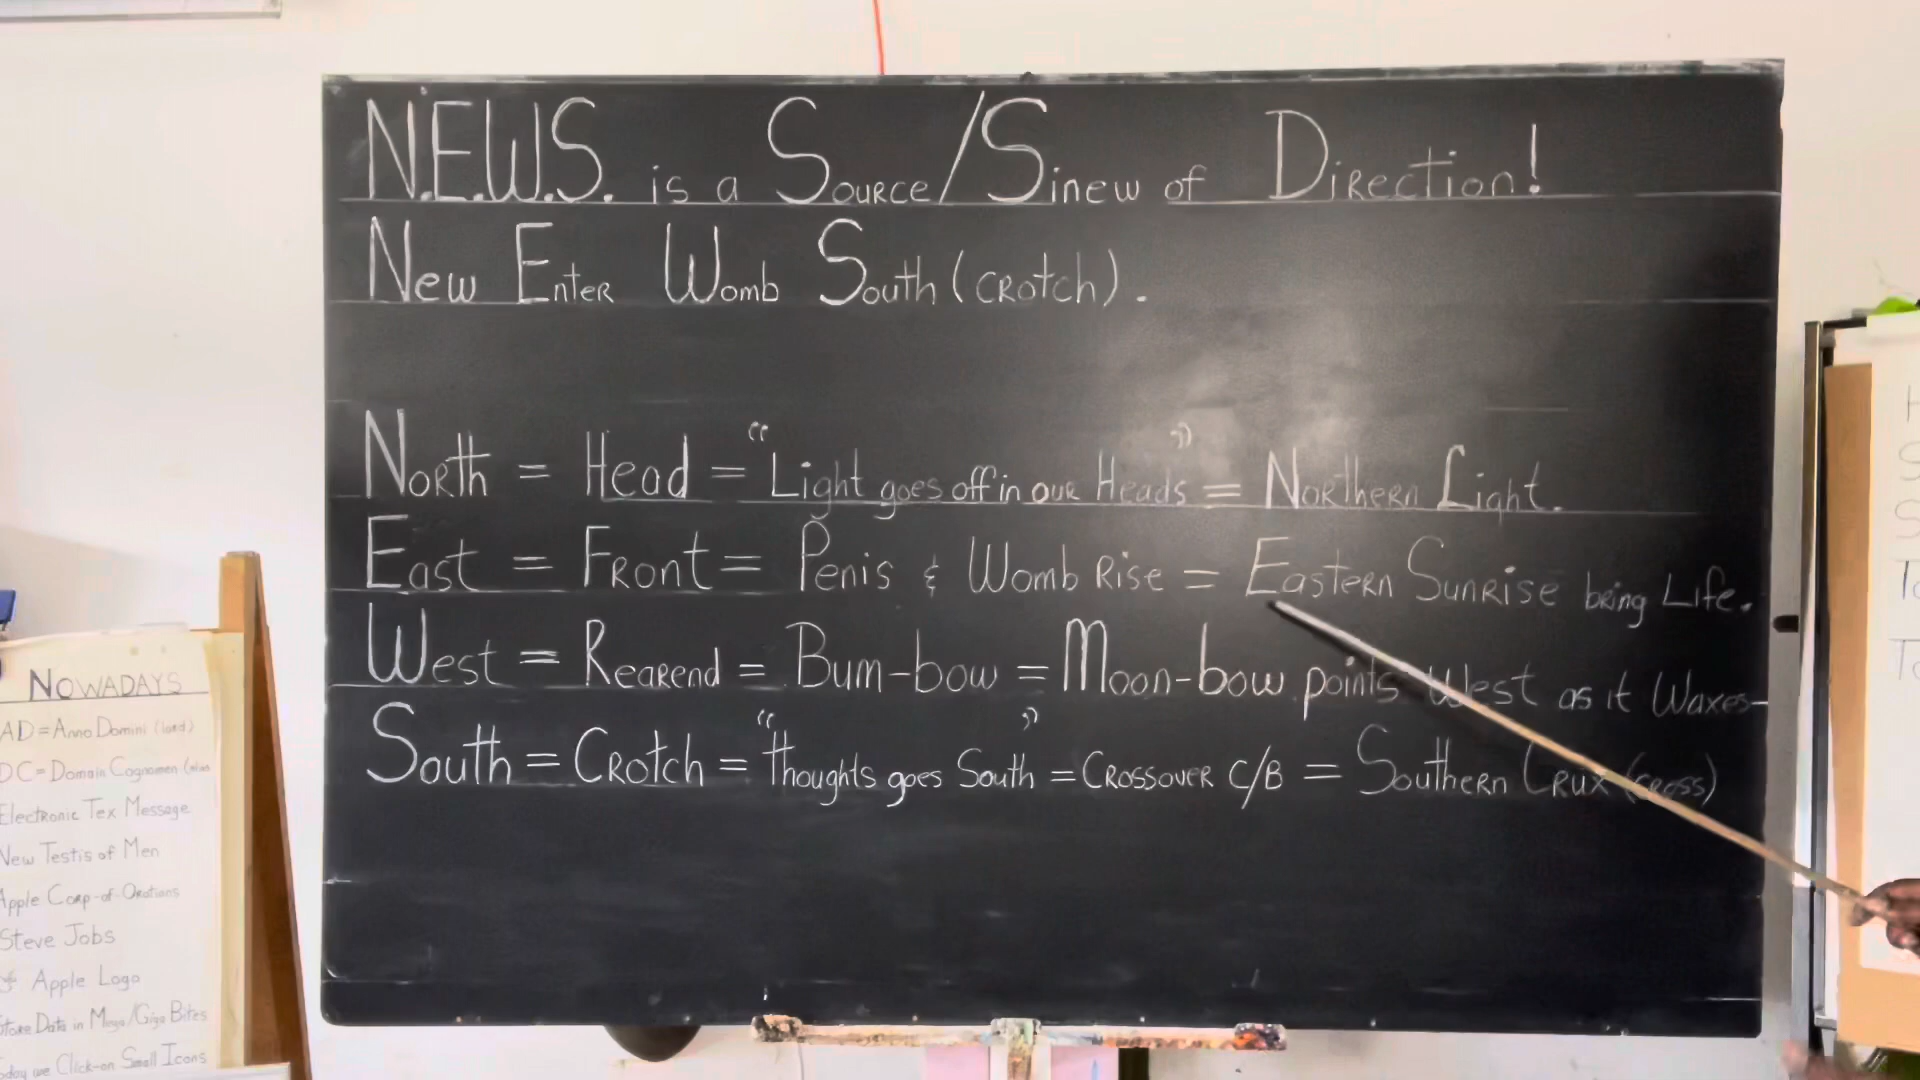 N.E.W.S. is a Source/Sinew of Direction!
New Enter Womb South (crotch).
North = Head = "Light goes off in our Heads" = Northern Light.
East = Front = Penis & Womb Rise = Eastern Sunrise being Life.
West = Rearend = Bum-bow = Moon-bow points West as it Waxes-
South = Crotch = "Thoughts goes South" = Crossover C/B = Southern Crux (cross)
NOWADAYS
AD = Anno Domini (lord)
DC = Domain Cognomen
Electronic Tex Message
New Testis of Men
Apple Corp-of-Orations
Steve Jobs
Apple Logo
Store Data in Mega/Giga Bites
we Click-on Small Icons